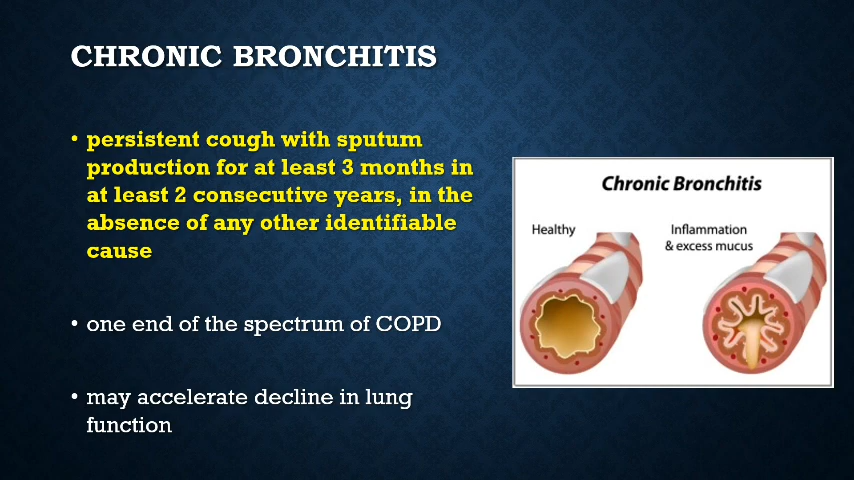 CHRONIC BRONCHITIS
• persistent cough with sputum
production for at least 3 months in
at least 2 consecutive years, in the
absence of any other identifiable
cause
• one end of the spectrum of COPD
• may accelerate decline in lung
function
Chronic Bronchitis
Healthy
Inflammation
& excess mucus